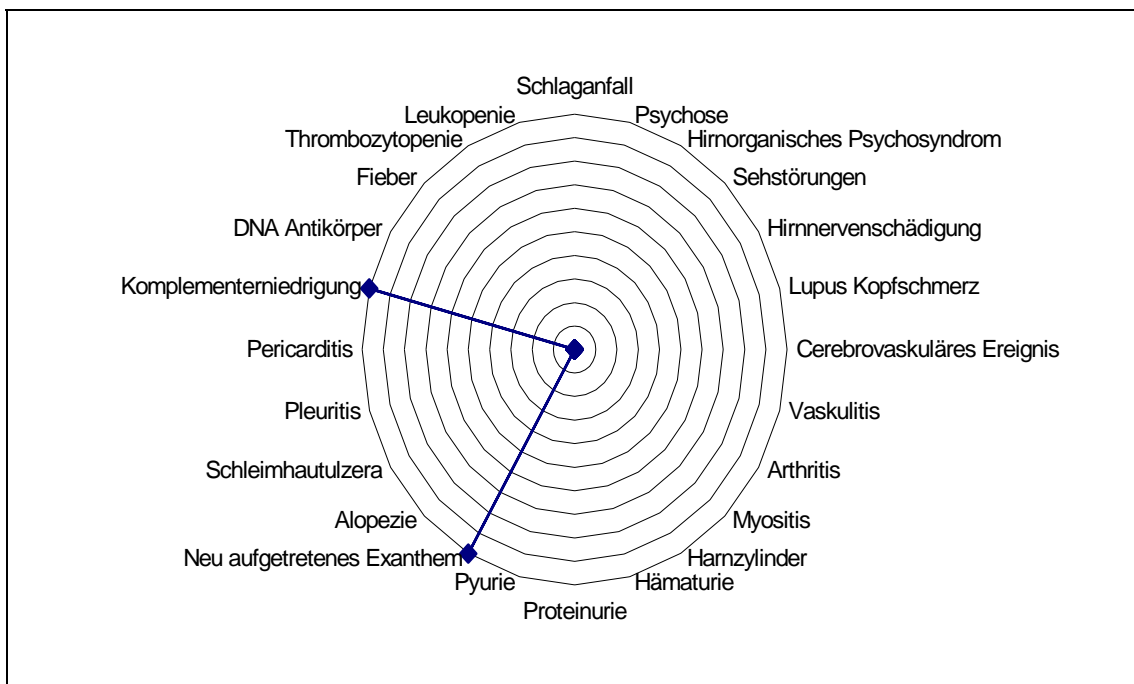 Schlaganfall
Psychose
Hirnorganisches Psychosyndrom
Sehstörungen
Hirnnervenschädigung
Lupus Kopfschmerz
Cerebrovaskuläres Ereignis
Vaskulitis
Arthritis
Myositis
Harnzylinder
Hämaturie
Proteinurie
Pyurie
Neu aufgetretenes Exanthem
Alopezie
Schleimhautulzera
Pleuritis
Pericarditis
Komplementerniedrigung
DNA Antikörper
Fieber
Thrombozytopenie
Leukopenie